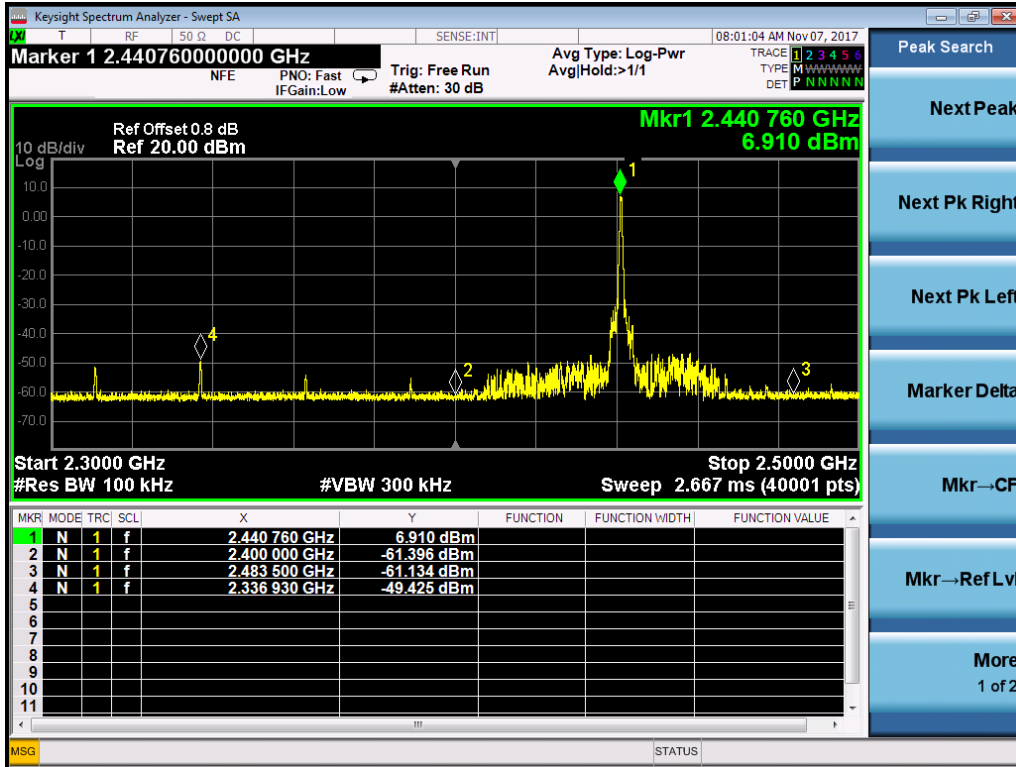 Keysight Spectrum Analyzer - Swept SA
LXI T RF 50 Ω DC SENSE:INT 08:01:04 AM Nov 07, 2017
Marker 1 2.440760000000 GHz
NFE PNO: Fast IFGain:Low
Trig: Free Run
#Atten: 30 dB
Avg Type: Log-Pwr
Avg|Hold:>1/1
TRACE 1 2 3 4 5 6
TYPE M WWWWW
DET P N N N N N
Mkr1 2.440 760 GHz
6.910 dBm
Ref Offset 0.8 dB
10 dB/div Ref 20.00 dBm
Log
10.0
0.00
-10.0
-20.0
-30.0
-40.0
-50.0
-60.0
-70.0
1
4
2
3
Start 2.3000 GHz Stop 2.5000 GHz
#Res BW 100 kHz #VBW 300 kHz Sweep 2.667 ms (40001 pts)
MKR MODE TRC SCL X Y FUNCTION FUNCTION WIDTH FUNCTION VALUE
1 N 1 f 2.440 760 GHz 6.910 dBm
2 N 1 f 2.400 000 GHz -61.396 dBm
3 N 1 f 2.483 500 GHz -61.134 dBm
4 N 1 f 2.336 930 GHz -49.425 dBm
5
6
7
8
9
10
11
MSG STATUS
Peak Search
Next Peak
Next Pk Right
Next Pk Left
Marker Delta
Mkr→CF
Mkr→Ref Lvl
More
1 of 2